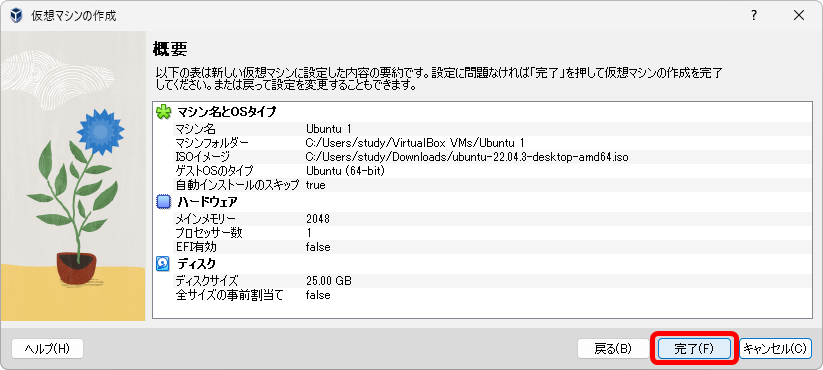 仮想マシンの作成
概要
以下の表は新しい仮想マシンに設定した内容の要約です。設定に問題なければ「完了」を押して仮想マシンの作成を完了
してください。または戻って設定を変更することもできます。
マシン名とOSタイプ
マシン名 Ubuntu 1
マシンフォルダー C:/Users/study/VirtualBox VMs/Ubuntu 1
ISOイメージ C:/Users/study/Downloads/ubuntu-22.04.3-desktop-amd64.iso
ゲストOSのタイプ Ubuntu (64-bit)
自動インストールのスキップ true
ハードウェア
メインメモリー 2048
プロセッサー数 1
EFI有効 false
ディスク
ディスクサイズ 25.00 GB
全サイズの事前割当て false
ヘルプ(H) 戻る(B) 完了(F) キャンセル(C)